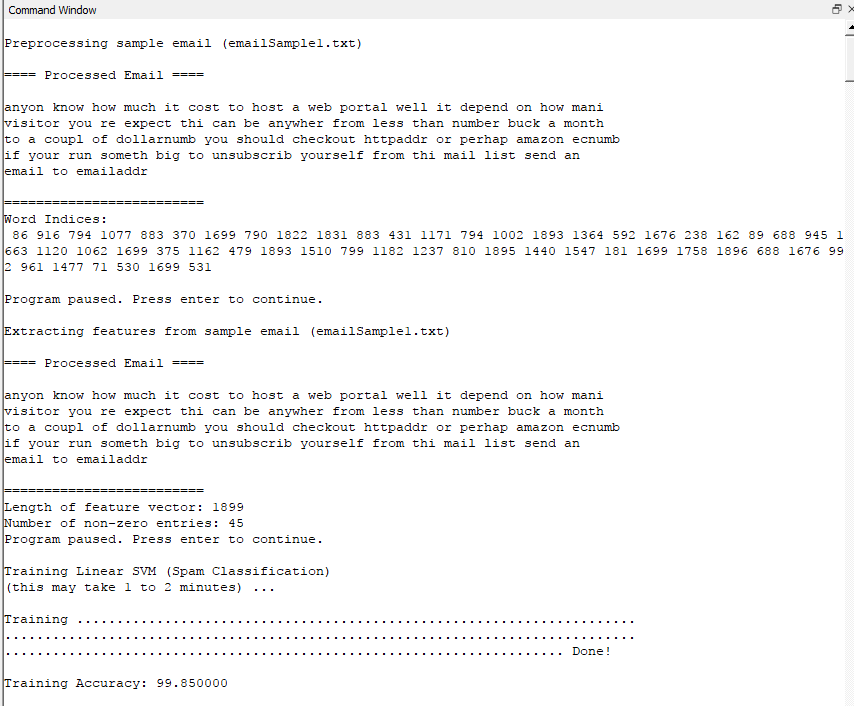 Command Window
Preprocessing sample email (emailSample1.txt)
==== Processed Email ====
anyon know how much it cost to host a web portal well it depend on how mani
visitor you re expect thi can be anywher from less than number buck a month
to a coupl of dollarnumb you should checkout httpaddr or perhap amazon ecnumb
if your run someth big to unsubscrib yourself from thi mail list send an
email to emailaddr
=========================
Word Indices:
86 916 794 1077 883 370 1699 790 1822 1831 883 431 1171 794 1002 1893 1364 592 1676 238 162 89 688 945 1
663 1120 1062 1699 375 1162 479 1893 1510 799 1182 1237 810 1895 1440 1547 181 1699 1758 1896 688 1676 99
2 961 1477 71 530 1699 531
Program paused. Press enter to continue.
Extracting features from sample email (emailSample1.txt)
==== Processed Email ====
anyon know how much it cost to host a web portal well it depend on how mani
visitor you re expect thi can be anywher from less than number buck a month
to a coupl of dollarnumb you should checkout httpaddr or perhap amazon ecnumb
if your run someth big to unsubscrib yourself from thi mail list send an
email to emailaddr
=========================
Length of feature vector: 1899
Number of non-zero entries: 45
Program paused. Press enter to continue.
Training Linear SVM (Spam Classification)
(this may take 1 to 2 minutes) ...
Training ......................................................................
...............................................................................
...................................................................... Done!
Training Accuracy: 99.850000